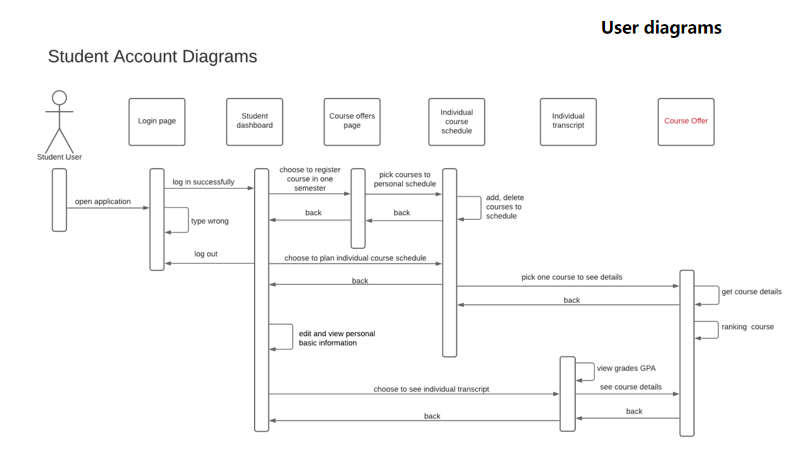 User diagrams
Student Account Diagrams
Student User
Login page
Student
dashboard
Course offers
page
Individual
course
schedule
Individual
transcript
Course Offer
open application
log in successfully
type wrong
log out
choose to register
course in one
semester
back
pick courses to
personal schedule
back
add, delete
courses to
schedule
choose to plan individual course schedule
back
pick one course to see details
back
get course details
ranking course
edit and view personal
basic information
view grades GPA
choose to see individual transcript
see course details
back
back